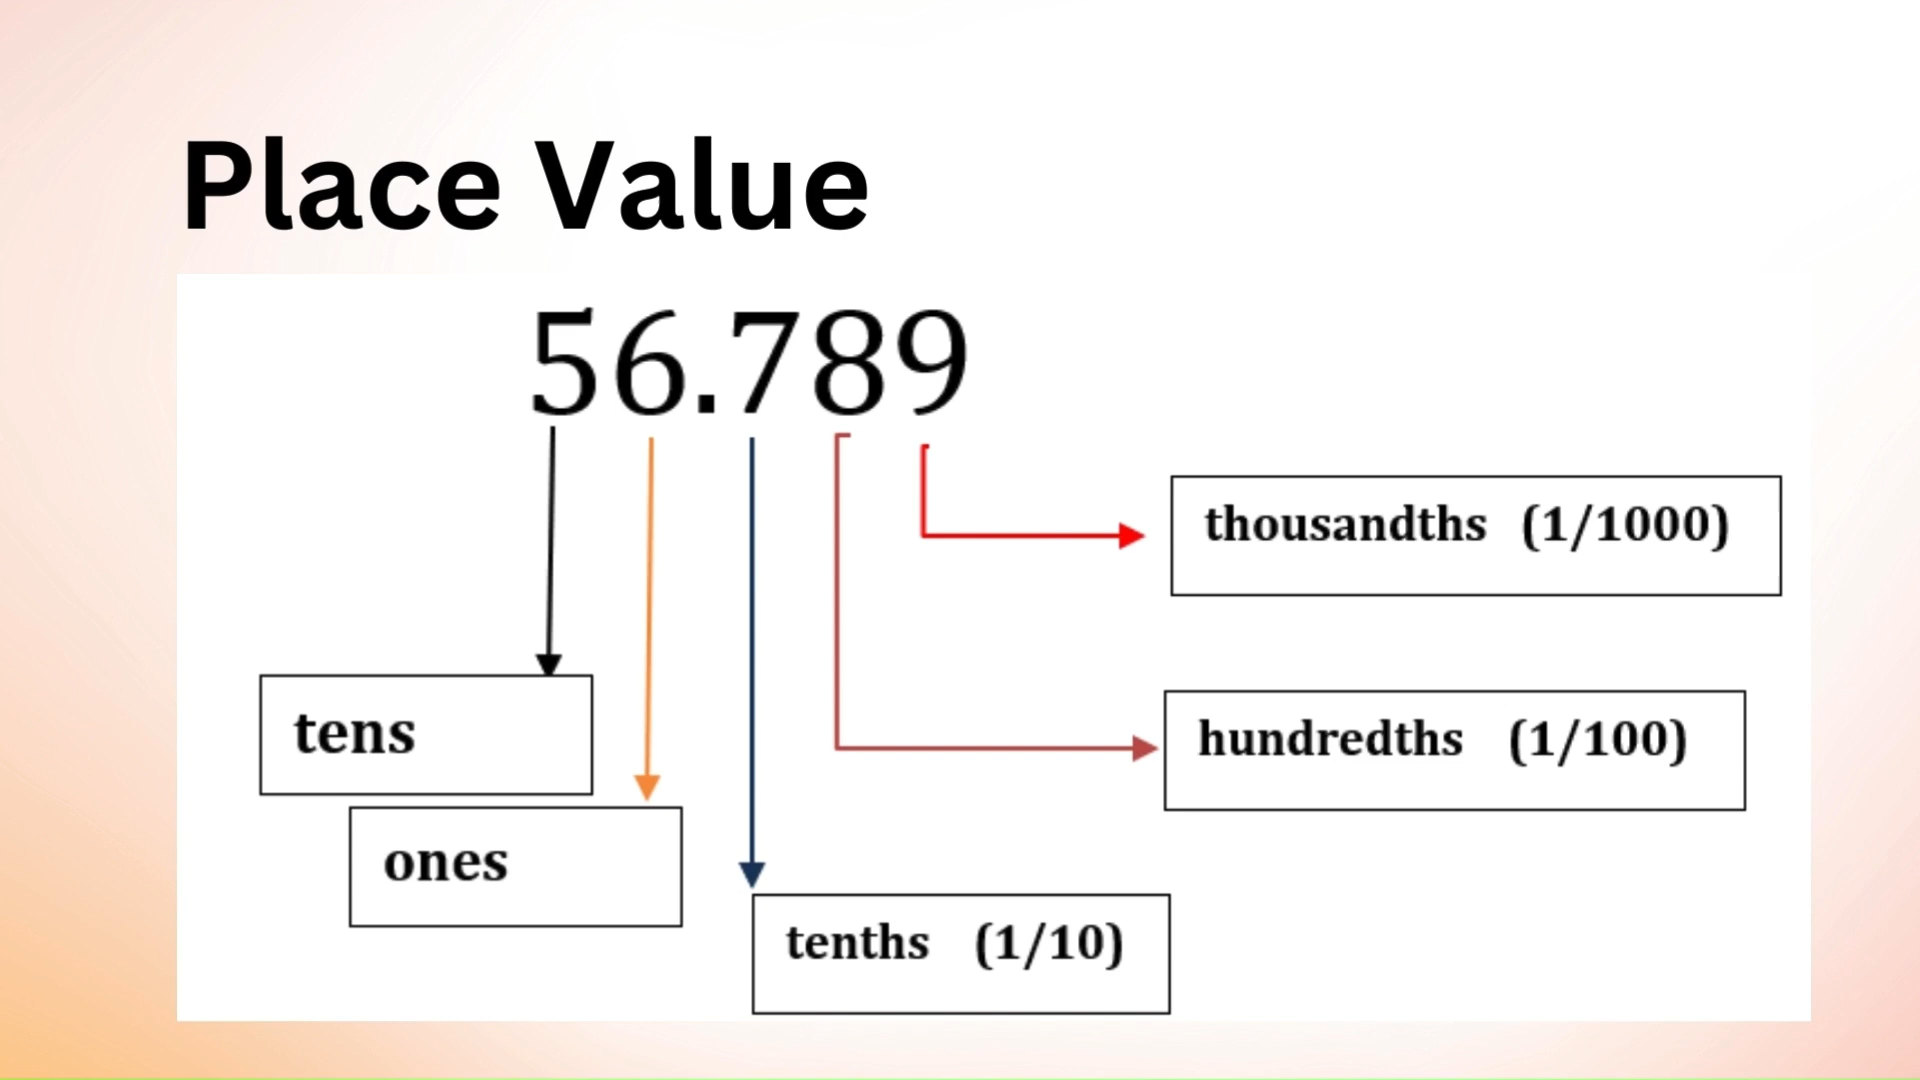 Place Value
56.789
thousandths (1/1000)
tens
hundredths (1/100)
ones
tenths (1/10)